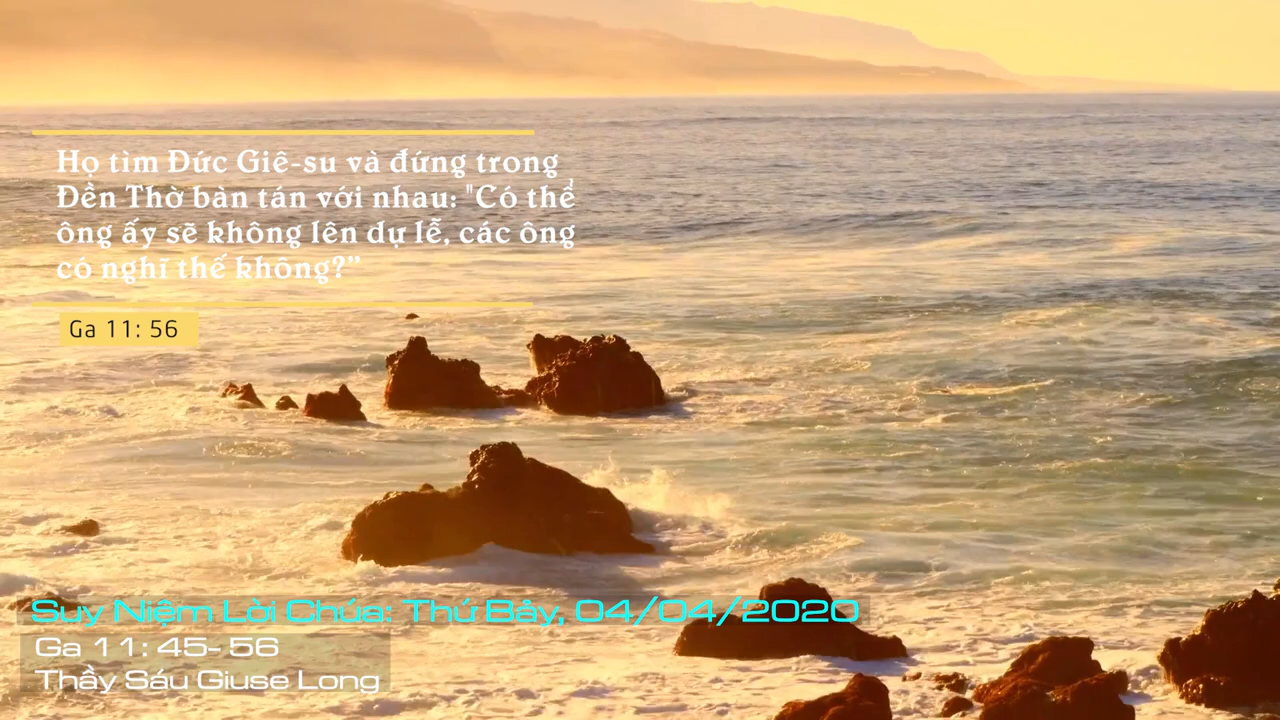 Họ tìm Đức Giê-su và đứng trong
Đền Thờ bàn tán với nhau: "Có thể
ông ấy sẽ không lên dự lễ, các ông
có nghĩ thế không?”
Ga 11: 56
Suy Niệm Lời Chúa: Thứ Bảy, 04/04/2020
Ga 11: 45- 56
Thầy Sáu Giuse Long